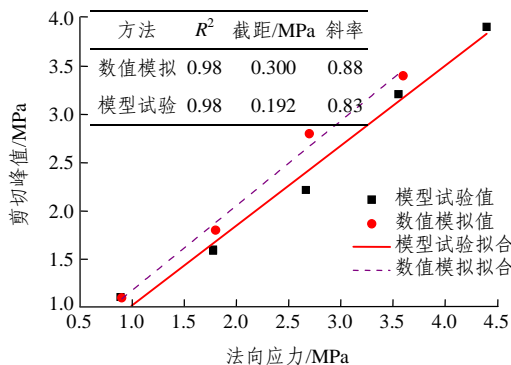 4.0
3.5
3.0
2.5
2.0
1.5
1.0
剪切峰值/MPa
方法 R² 截距/MPa 斜率
数值模拟 0.98 0.300 0.88
模型试验 0.98 0.192 0.83
模型试验值
数值模拟值
模型试验拟合
数值模拟拟合
0.5 1.0 1.5 2.0 2.5 3.0 3.5 4.0 4.5
法向应力/MPa